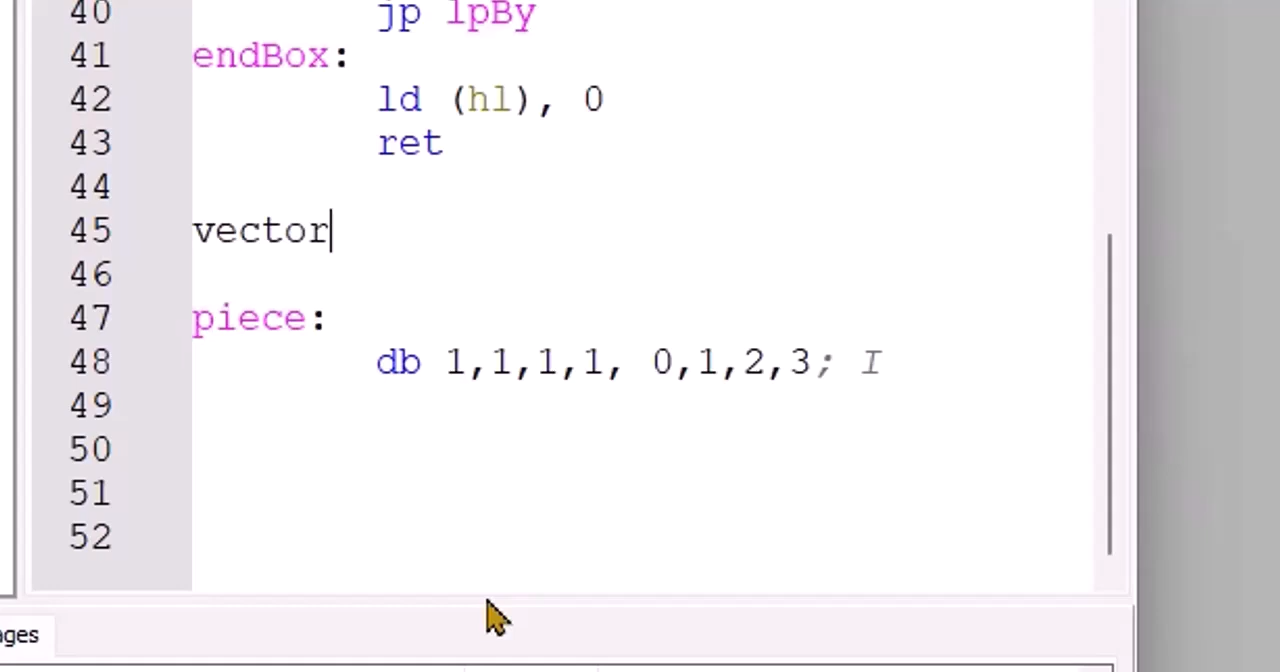 40 jp lpBy
41 endBox:
42 ld (hl), 0
43 ret
44
45 vector
46
47 piece:
48 db 1,1,1,1, 0,1,2,3; I
49
50
51
52
ages